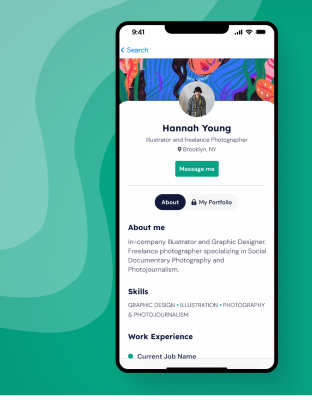 9:41
Search
Hannah Young
Illustrator and freelance Photographer
Brooklyn, NY
Message me
About
My Portfolio
About me
In-company Illustrator and Graphic Designer.
Freelance photographer specializing in Social
Documentary Photography and
Photojournalism.
Skills
GRAPHIC DESIGN • ILLUSTRATION • PHOTOGRAPHY
& PHOTOJOURNALISM
Work Experience
Current Job Name